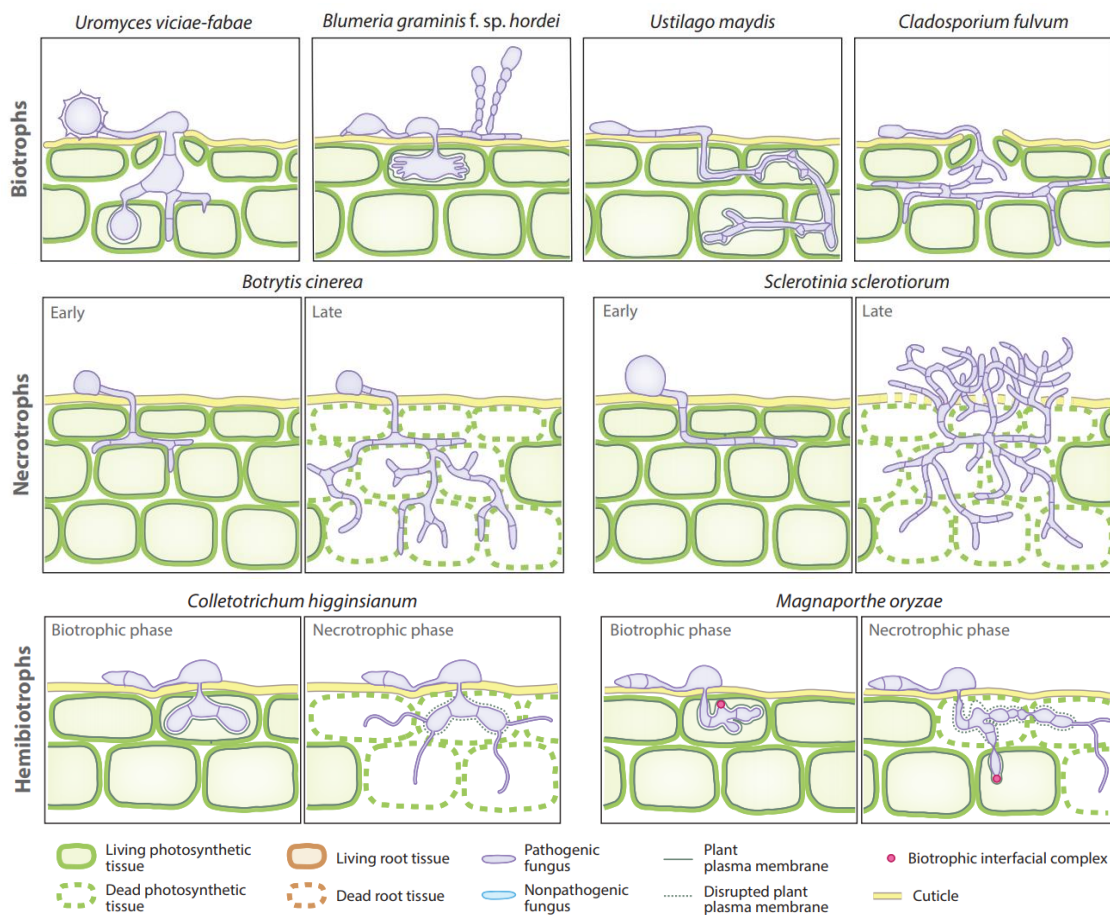 Uromyces viciae-fabae
Blumeria graminis f. sp. hordei
Ustilago maydis
Cladosporium fulvum
Biotrophs
Botrytis cinerea
Sclerotinia sclerotiorum
Early
Late
Early
Late
Necrotrophs
Colletotrichum higginsianum
Magnaporthe oryzae
Biotrophic phase
Necrotrophic phase
Biotrophic phase
Necrotrophic phase
Hemibiotrophs
Living photosynthetic
tissue
Living root tissue
Pathogenic
fungus
Plant
plasma membrane
Biotrophic interfacial complex
Dead photosynthetic
tissue
Dead root tissue
Nonpathogenic
fungus
Disrupted plant
plasma membrane
Cuticle